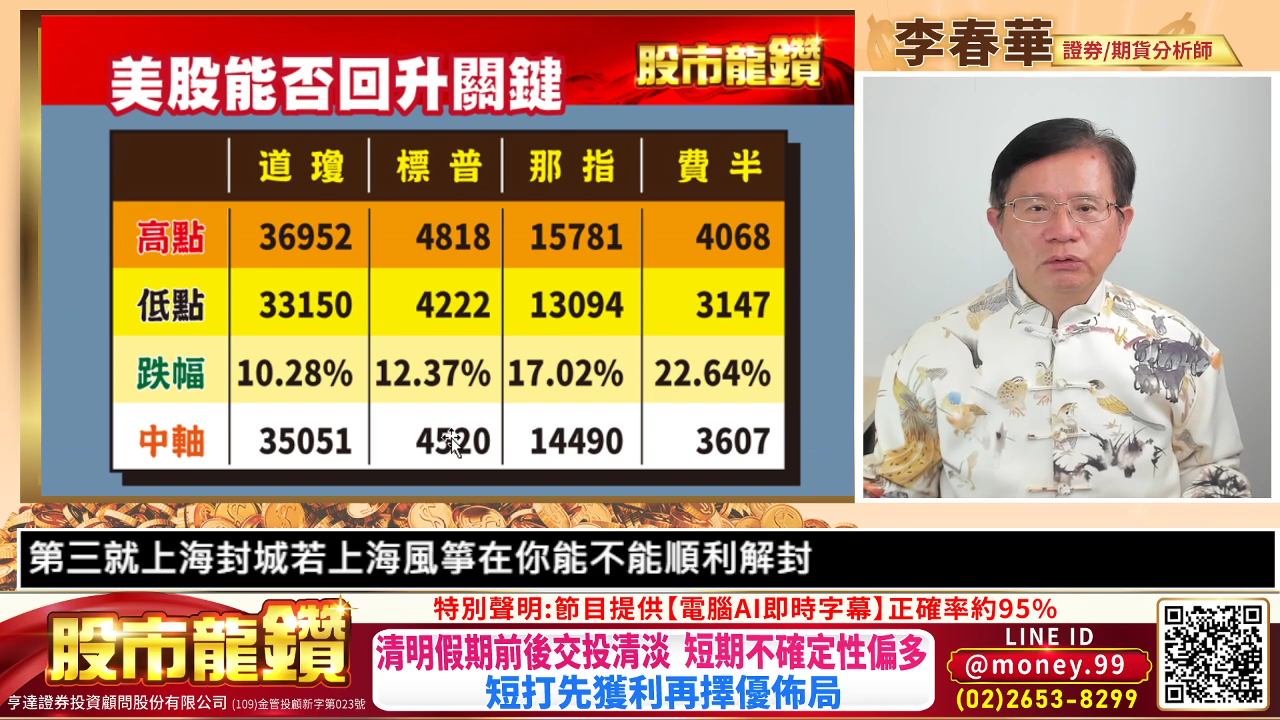 美股能否回升關鍵
股市龍鑽
道瓊 標普 那指 費半
高點 36952 4818 15781 4068
低點 33150 4222 13094 3147
跌幅 10.28% 12.37% 17.02% 22.64%
中軸 35051 4520 14490 3607
李春華 證券/期貨分析師
第三就上海封城若上海風箏在你能不能順利解封
股市龍鑽
亨達證券投資顧問股份有限公司 (109)金管投顧新字第023號
特別聲明:節目提供【電腦AI即時字幕】正確率約95%
清明假期前後交投清淡 短期不確定性偏多
短打先獲利再擇優佈局
LINE ID
@money.99
(02)2653-8299